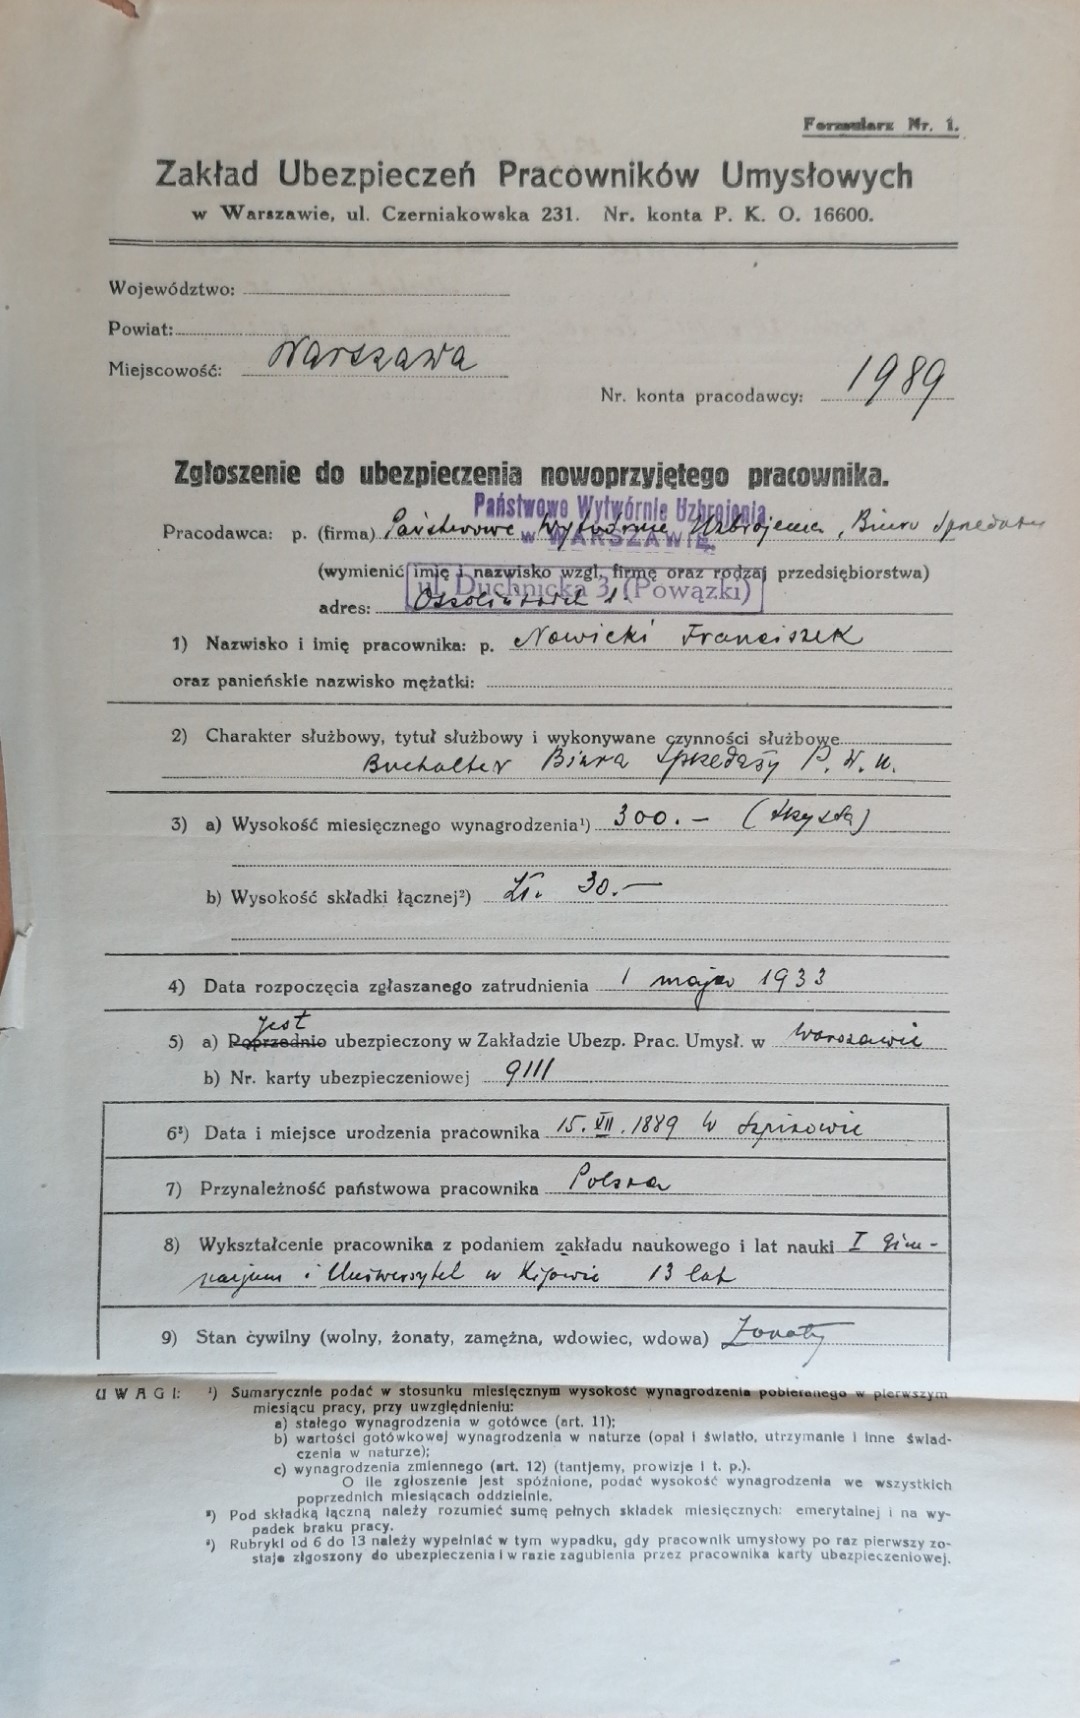 Formularz Nr. 1.
Zakład Ubezpieczeń Pracowników Umysłowych
w Warszawie, ul. Czerniakowska 231. Nr. konta P. K. O. 16600.
Województwo:
Powiat:
Miejscowość: Warszawa
Nr. konta pracodawcy: 1989
Zgłoszenie do ubezpieczenia nowoprzyjętego pracownika.
Państwowe Wytwórnie Uzbrojenia
w WARSZAWIE.
Pracodawca: p. (firma) Państwowe Wytwórnie Uzbrojenia, Biuro Sprzedaży
(wymienić imię i nazwisko wzgl. firmę oraz rodzaj przedsiębiorstwa)
ul. Duchnicka 3, (Powązki)
adres: Ossolińskich 1.
1) Nazwisko i imię pracownika: p. Nowicki Franciszek
oraz panieńskie nazwisko mężatki:
2) Charakter służbowy, tytuł służbowy i wykonywane czynności służbowe
Buchalter Biura Sprzedaży P. W. U.
3) a) Wysokość miesięcznego wynagrodzenia¹) 300.-
b) Wysokość składki łącznej²) Zł. 30.—
4) Data rozpoczęcia zgłaszanego zatrudnienia 1 maja 1933
jest
5) a) Poprzednio ubezpieczony w Zakładzie Ubezp. Prac. Umysł. w Warszawie
b) Nr. karty ubezpieczeniowej 9111
6³) Data i miejsce urodzenia pracownika 15.XII.1889 w
7) Przynależność państwowa pracownika Polska
8) Wykształcenie pracownika z podaniem zakładu naukowego i lat nauki I Gim-
nazjum i Uniwersytet w Kijowie 13 lat
9) Stan cywilny (wolny, żonaty, zamężna, wdowiec, wdowa) Żonaty
UWAGI: ¹) Sumarycznie podać w stosunku miesięcznym wysokość wynagrodzenia pobieranego w pierwszym
miesiącu pracy, przy uwzględnieniu:
a) stałego wynagrodzenia w gotówce (art. 11);
b) wartości gotówkowej wynagrodzenia w naturze (opał i światło, utrzymanie i inne świad-
czenia w naturze);
c) wynagrodzenia zmiennego (art. 12) (tantjemy, prowizje i t. p.).
O ile zgłoszenie jest spóźnione, podać wysokość wynagrodzenia we wszystkich
poprzednich miesiącach oddzielnie.
²) Pod składką łączną należy rozumieć sumę pełnych składek miesięcznych: emerytalnej i na wy-
padek braku pracy.
³) Rubryki od 6 do 13 należy wypełniać w tym wypadku, gdy pracownik umysłowy po raz pierwszy zo-
staje zgłoszony do ubezpieczenia i w razie zagubienia przez pracownika karty ubezpieczeniowej.